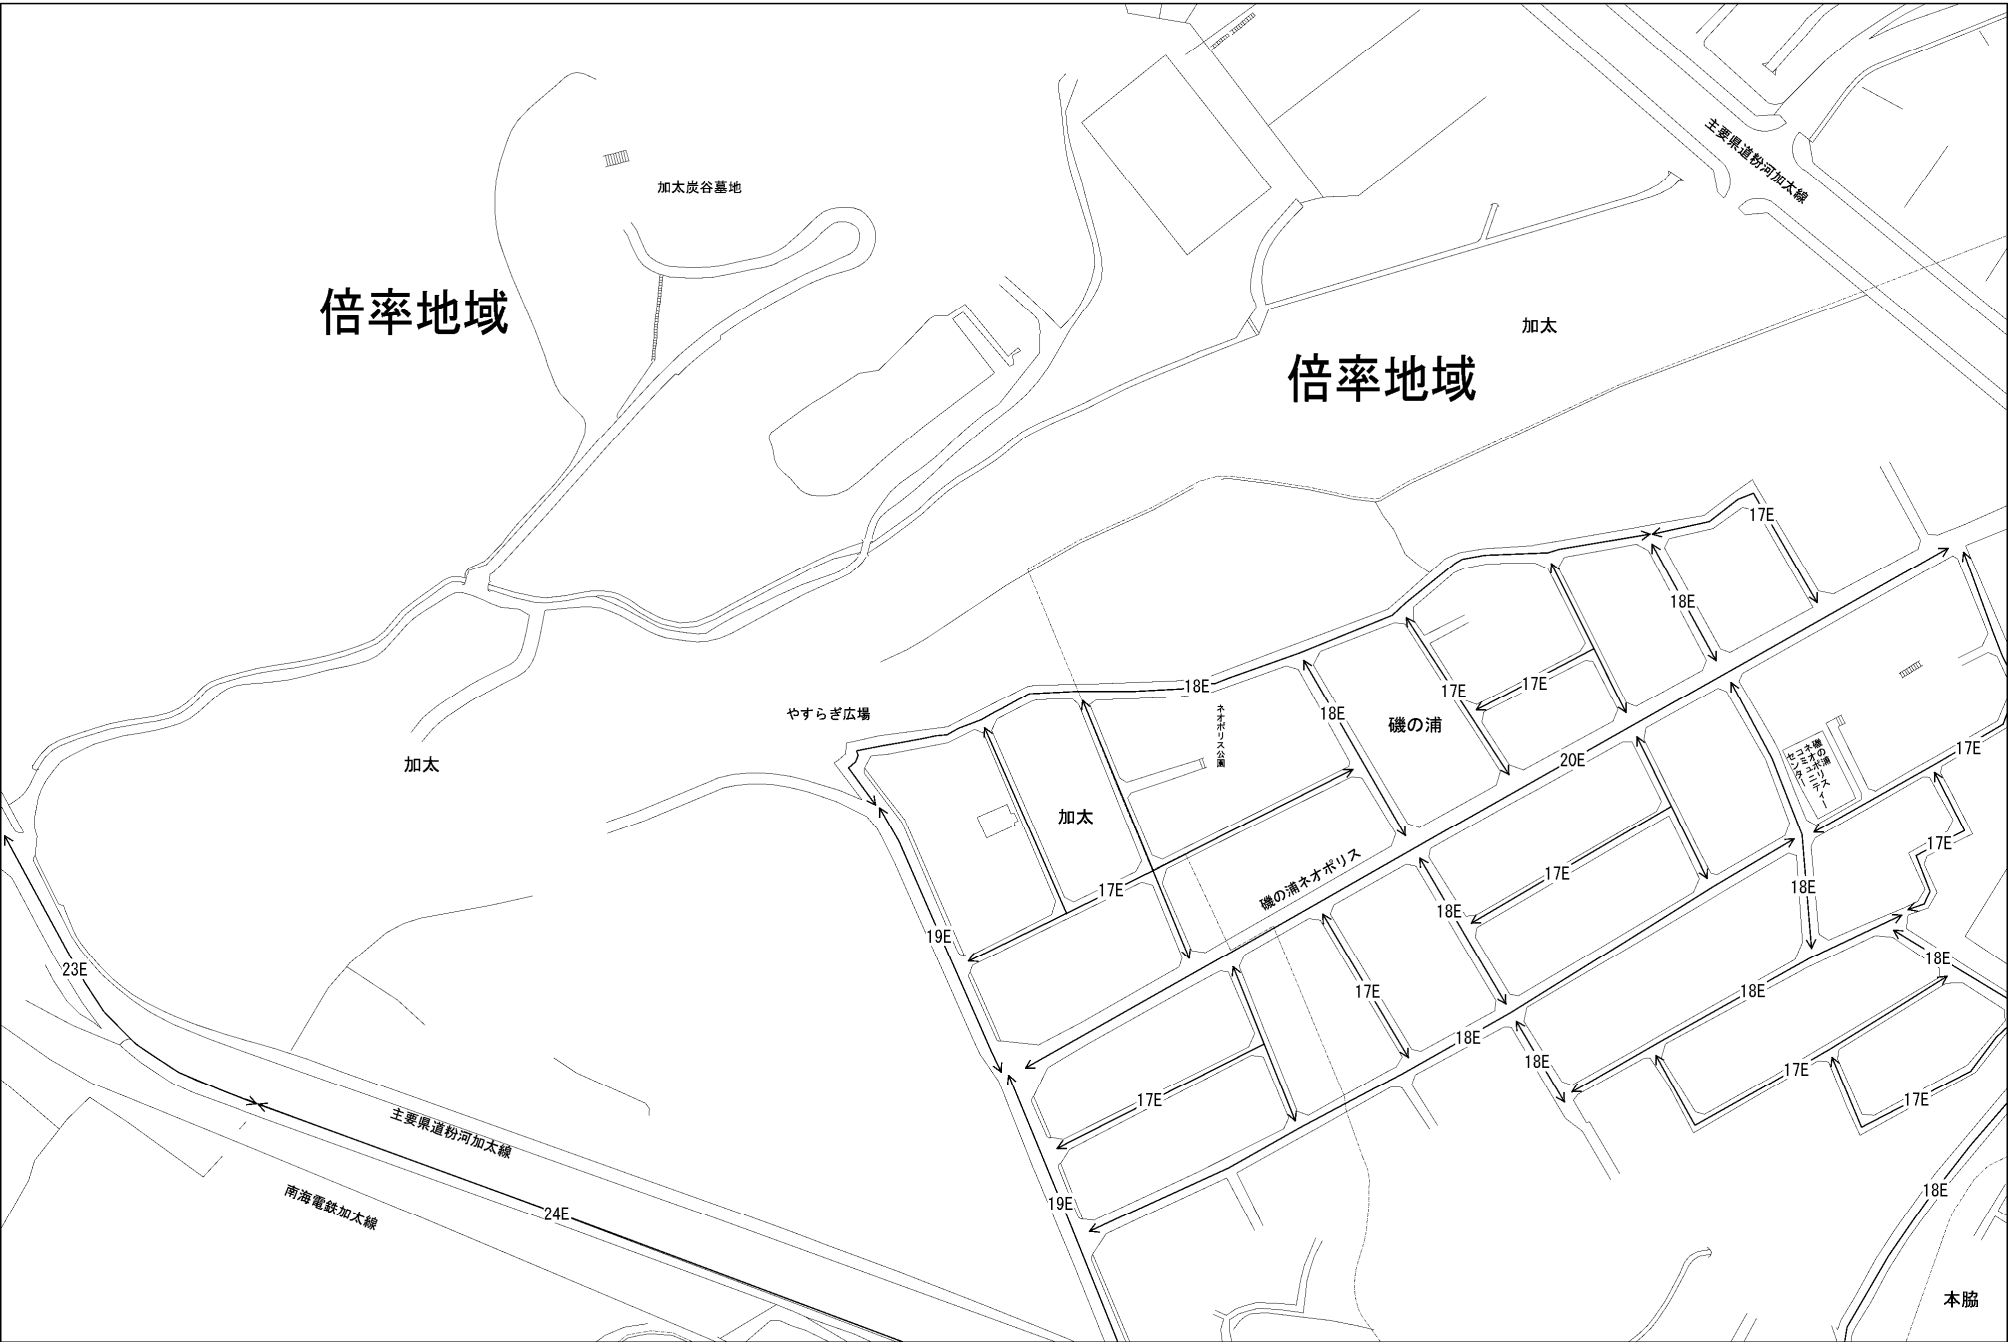 主要県道粉河加太線
加太炭谷墓地
倍率地域
加太
倍率地域
17E
18E
18E
17E
17E
やすらぎ広場
ネオポリス公園
18E
磯の浦
加太
17E
20E
磯の浦
ネオポリス
コミュニティー
センター
加太
17E
磯の浦ネオポリス
17E
17E
18E
18E
19E
23E
18E
17E
18E
18E
18E
17E
17E
17E
主要県道粉河加太線
18E
19E
南海電鉄加太線
24E
本脇